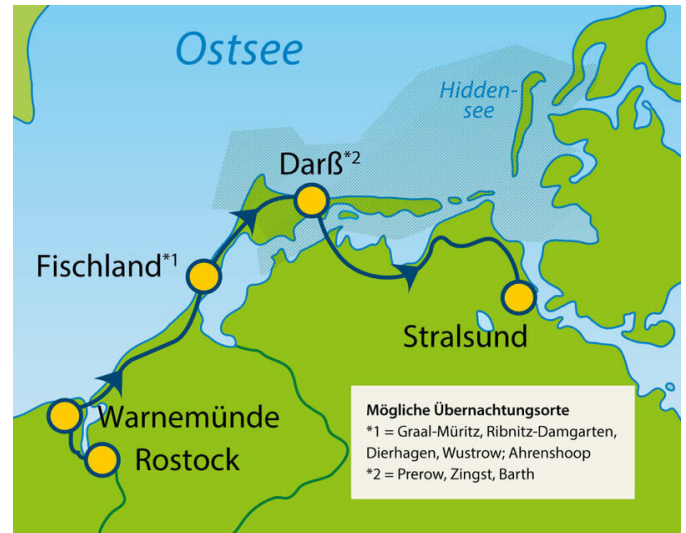 Ostsee
Hidden-
see
Darß*2
Fischland*1
Stralsund
Warnemünde
Rostock
Mögliche Übernachtungsorte
*1 = Graal-Müritz, Ribnitz-Damgarten,
Dierhagen, Wustrow; Ahrenshoop
*2 = Prerow, Zingst, Barth